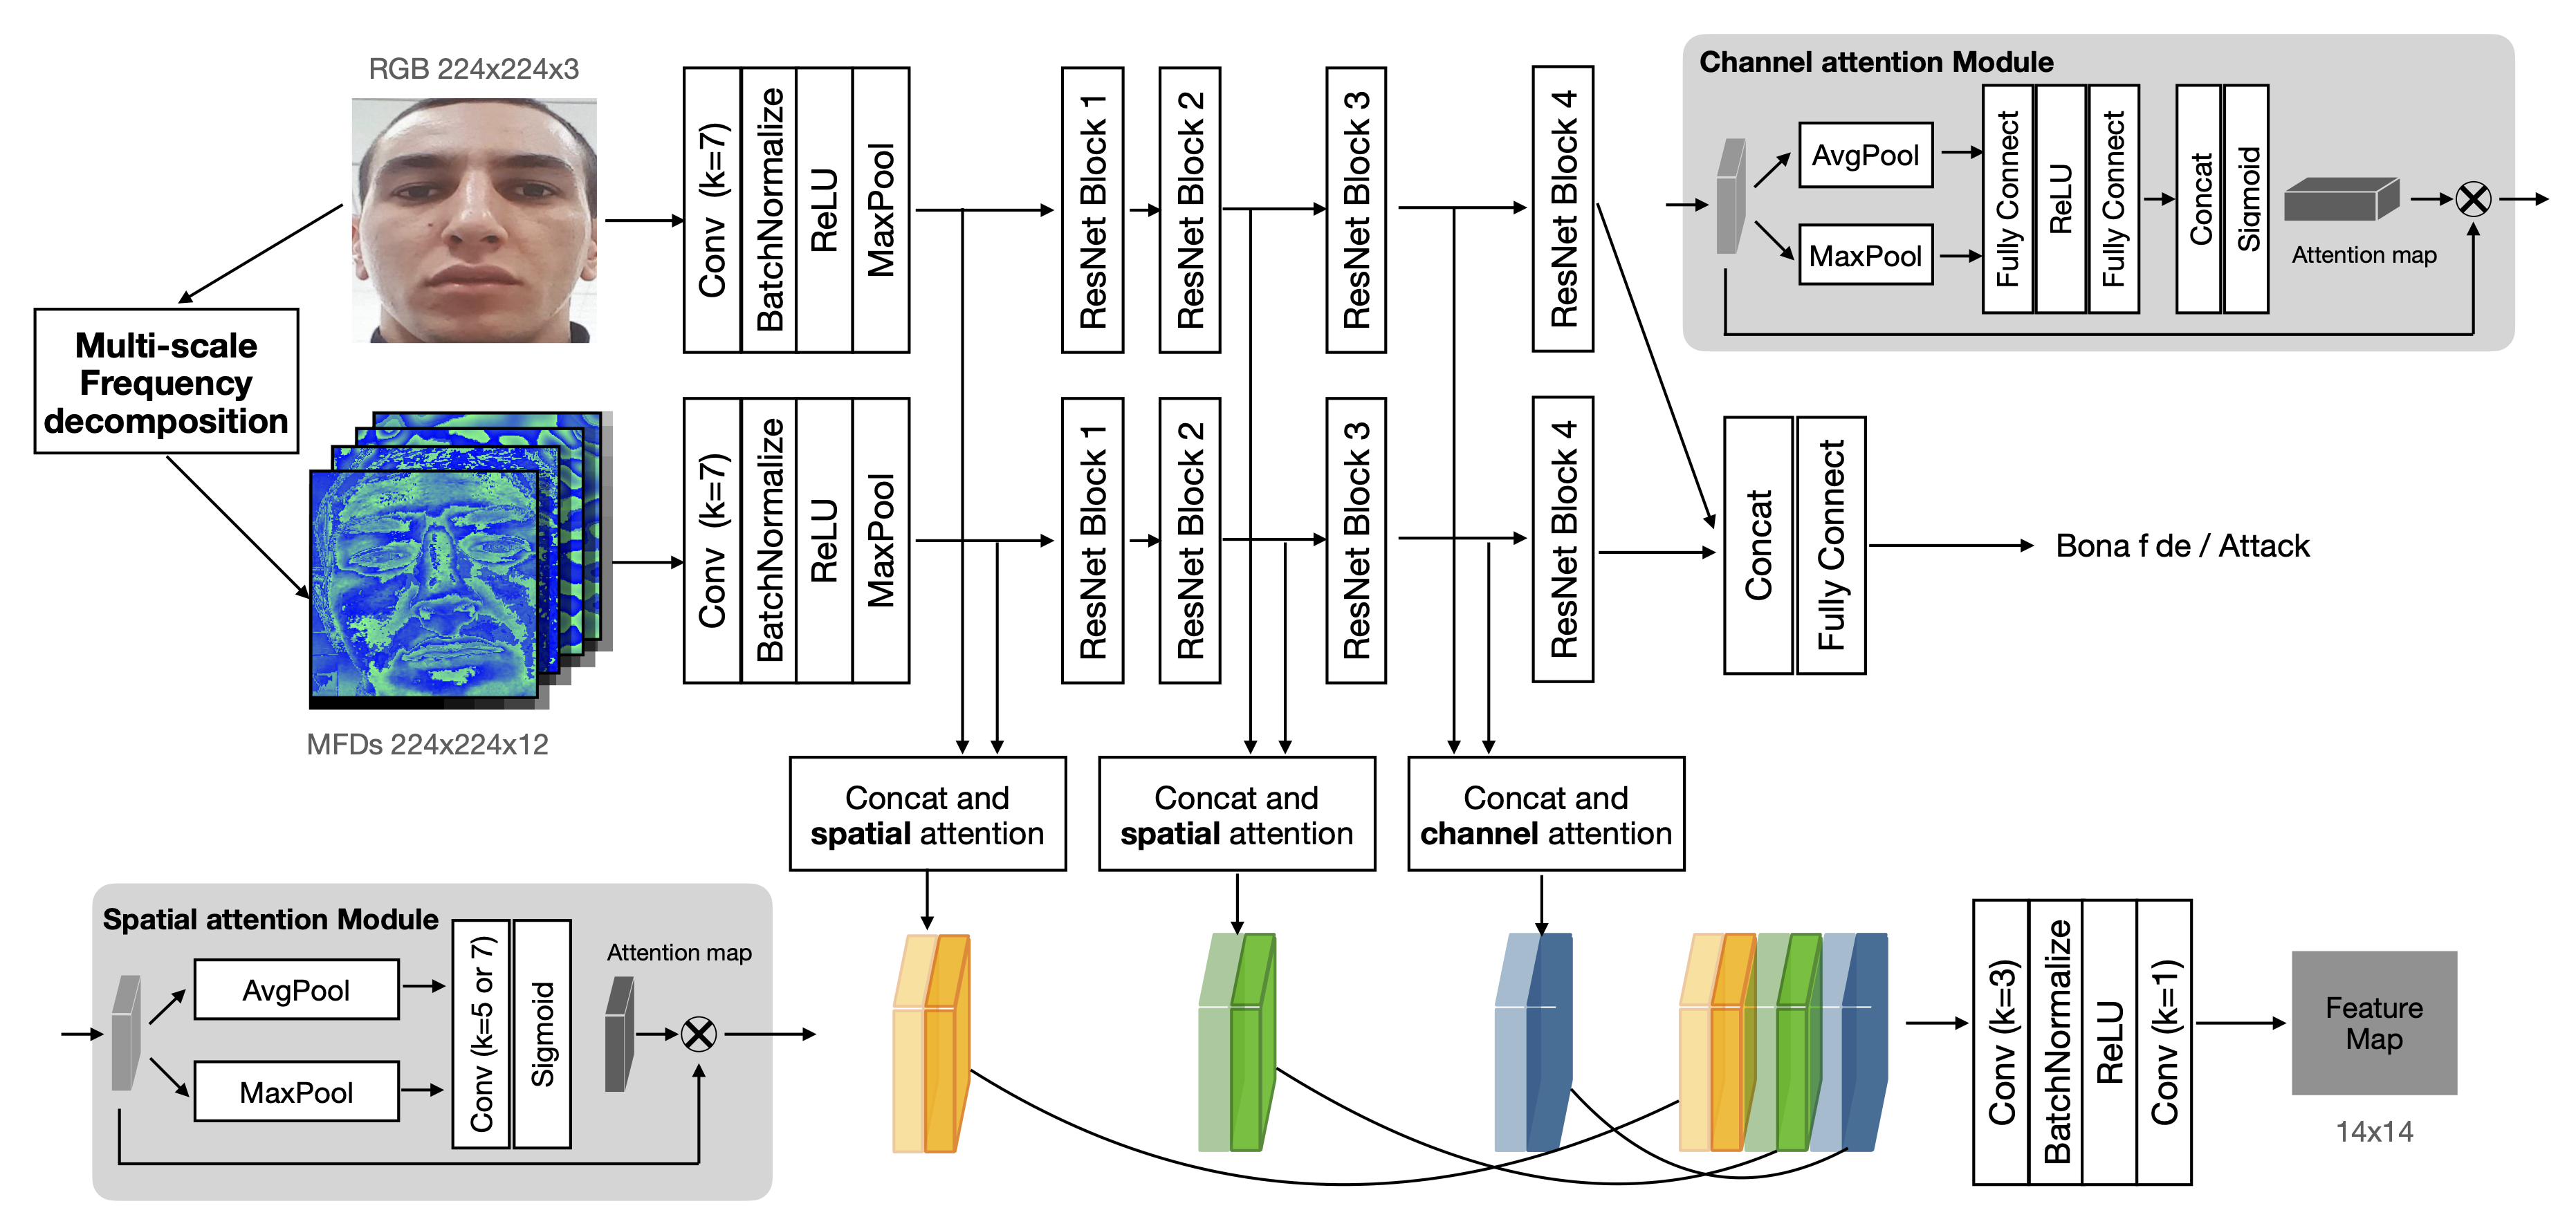 RGB 224x224x3
Multi-scale
Frequency
decomposition
MFDs 224x224x12
Conv (k=7)
BatchNormalize
ReLU
MaxPool
ResNet Block 1
ResNet Block 2
ResNet Block 3
ResNet Block 4
Conv (k=7)
BatchNormalize
ReLU
MaxPool
ResNet Block 1
ResNet Block 2
ResNet Block 3
ResNet Block 4
Channel attention Module
AvgPool
MaxPool
Fully Connect
ReLU
Fully Connect
Concat
Sigmoid
Attention map
Concat
Fully Connect
Bona f de / Attack
Concat and
spatial attention
Concat and
spatial attention
Concat and
channel attention
Spatial attention Module
AvgPool
MaxPool
Conv (k=5 or 7)
Sigmoid
Attention map
Conv (k=3)
BatchNormalize
ReLU
Conv (k=1)
Feature
Map
14x14